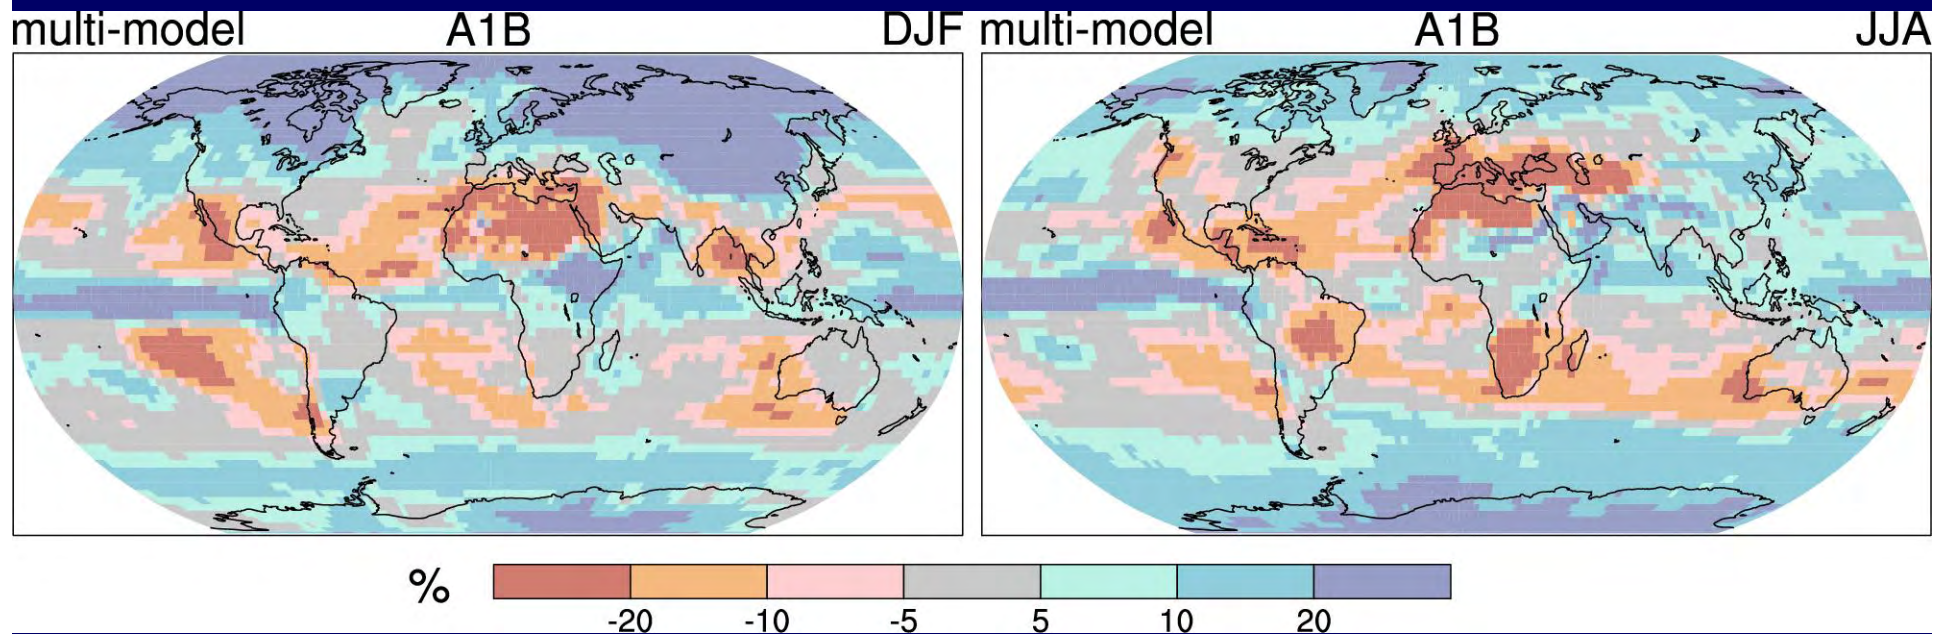 multi-model A1B DJF
multi-model A1B JJA
%
-20 -10 -5 5 10 20